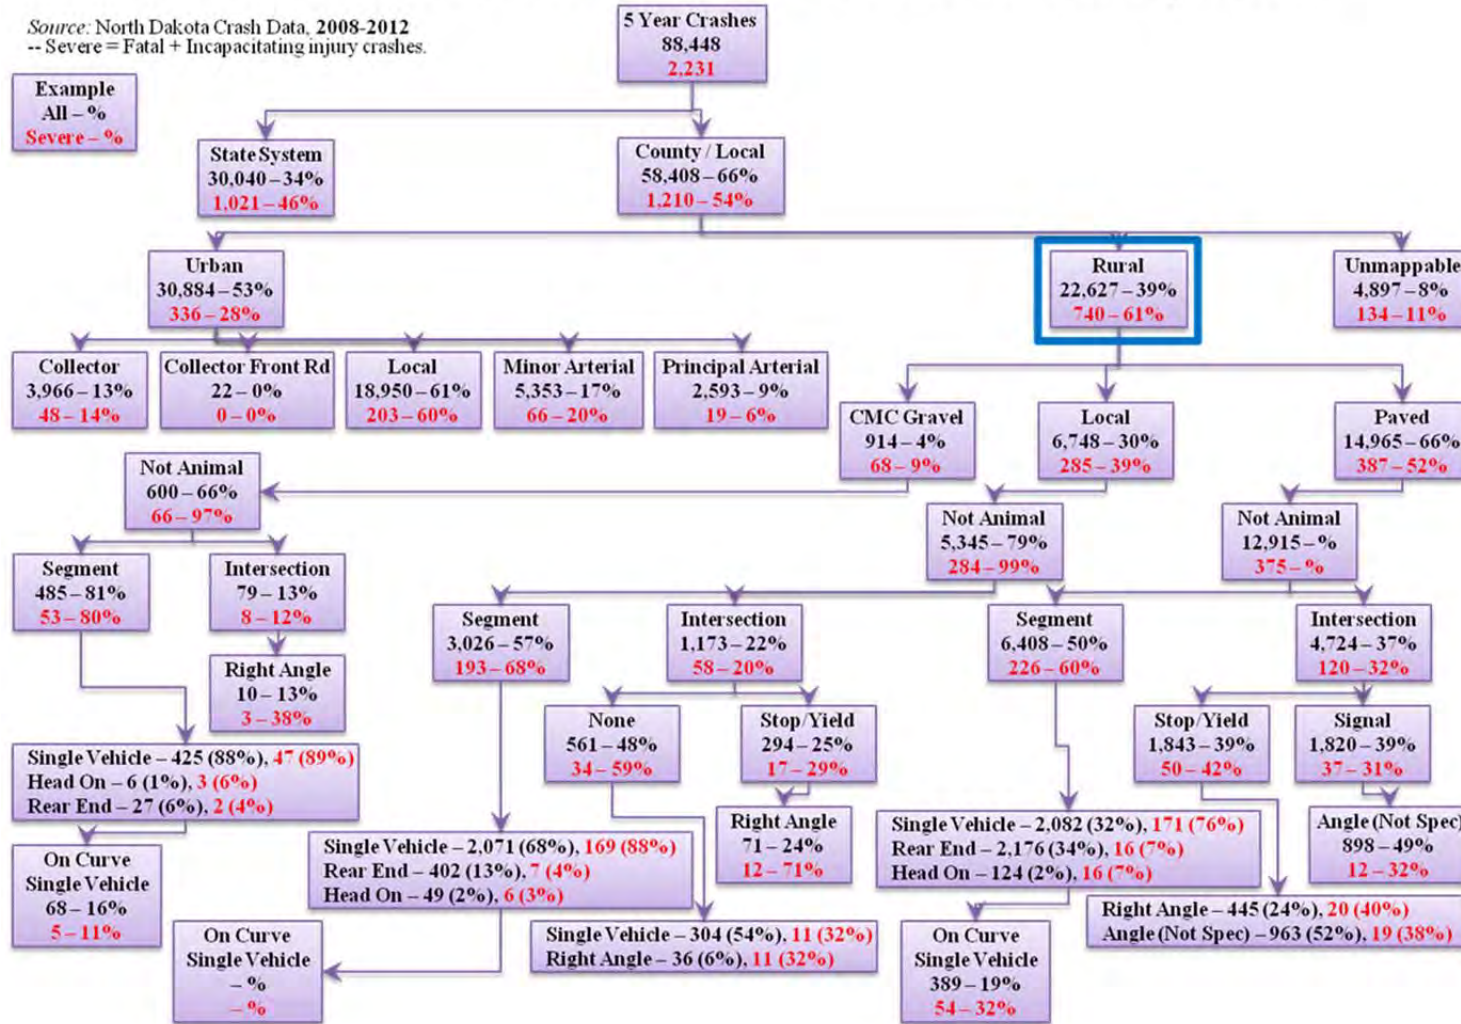 Source: North Dakota Crash Data, 2008-2012
-- Severe = Fatal + Incapacitating injury crashes.
Example
All – %
Severe – %
5 Year Crashes
88,448
2,231
State System
30,040 – 34%
1,021 – 46%
County / Local
58,408 – 66%
1,210 – 54%
Urban
30,884 – 53%
336 – 28%
Rural
22,627 – 39%
740 – 61%
Unmappable
4,897 – 8%
134 – 11%
Collector
3,966 – 13%
48 – 14%
Collector Front Rd
22 – 0%
0 – 0%
Local
18,950 – 61%
203 – 60%
Minor Arterial
5,353 – 17%
66 – 20%
Principal Arterial
2,593 – 9%
19 – 6%
CMC Gravel
914 – 4%
68 – 9%
Local
6,748 – 30%
285 – 39%
Paved
14,965 – 66%
387 – 52%
Not Animal
600 – 66%
66 – 97%
Not Animal
5,345 – 79%
284 – 99%
Not Animal
12,915 – %
375 – %
Segment
485 – 81%
53 – 80%
Intersection
79 – 13%
8 – 12%
Right Angle
10 – 13%
3 – 38%
Segment
3,026 – 57%
193 – 68%
Intersection
1,173 – 22%
58 – 20%
Segment
6,408 – 50%
226 – 60%
Intersection
4,724 – 37%
120 – 32%
None
561 – 48%
34 – 59%
Stop/Yield
294 – 25%
17 – 29%
Stop/Yield
1,843 – 39%
50 – 42%
Signal
1,820 – 39%
37 – 31%
Single Vehicle – 425 (88%), 47 (89%)
Head On – 6 (1%), 3 (6%)
Rear End – 27 (6%), 2 (4%)
On Curve
Single Vehicle
68 – 16%
5 – 11%
Single Vehicle – 2,071 (68%), 169 (88%)
Rear End – 402 (13%), 7 (4%)
Head On – 49 (2%), 6 (3%)
On Curve
Single Vehicle
– %
– %
Right Angle
71 – 24%
12 – 71%
Single Vehicle – 304 (54%), 11 (32%)
Right Angle – 36 (6%), 11 (32%)
Single Vehicle – 2,082 (32%), 171 (76%)
Rear End – 2,176 (34%), 16 (7%)
Head On – 124 (2%), 16 (7%)
On Curve
Single Vehicle
389 – 19%
54 – 32%
Angle (Not Spec)
898 – 49%
12 – 32%
Right Angle – 445 (24%), 20 (40%)
Angle (Not Spec) – 963 (52%), 19 (38%)